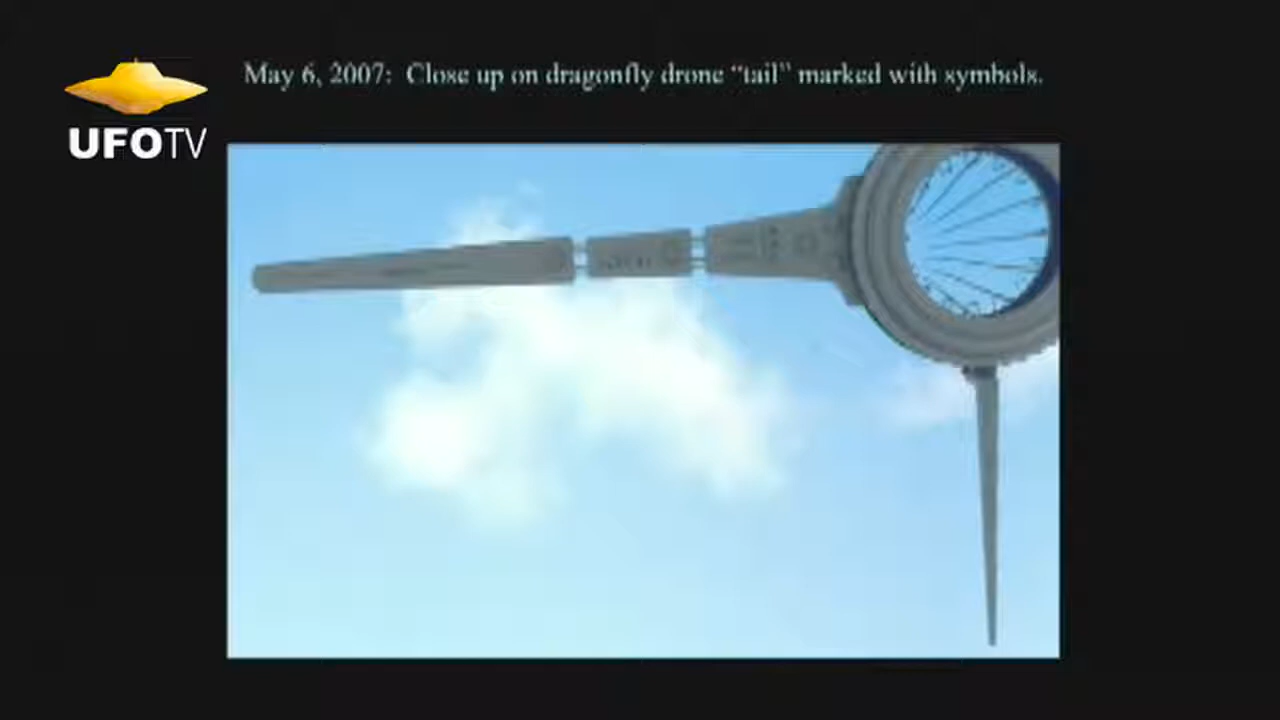 May 6, 2007: Close up on dragonfly drone “tail” marked with symbols.
UFOTV